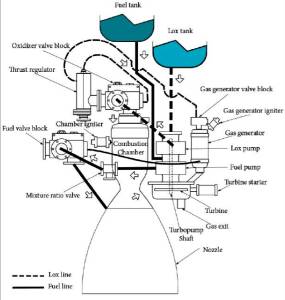 Fuel tank
Lox tank
Oxidizer valve block
Thrust regulator
Gas generator valve block
Gas generator igniter
Fuel valve block
Chamber igniter
Combustion
Chamber
Gas generator
Lox pump
Fuel pump
Turbine starter
Mixture ratio valve
Turbine
Gas exit
Turbopump
Shaft
Nozzle
Lox line
Fuel line